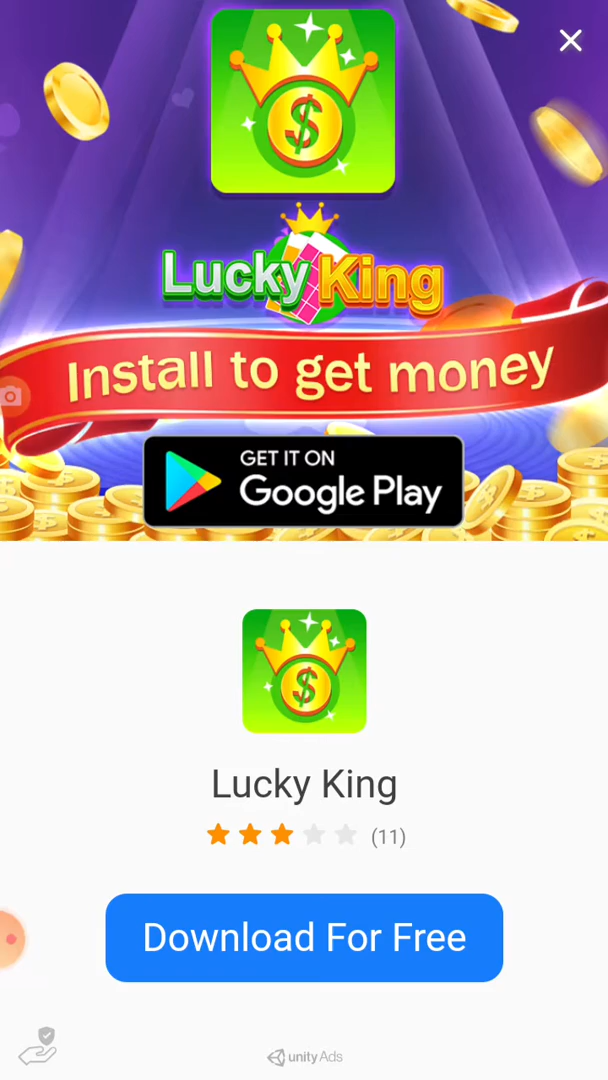 Lucky King
Install to get money
GET IT ON
Google Play
Lucky King
(11)
Download For Free
unity Ads